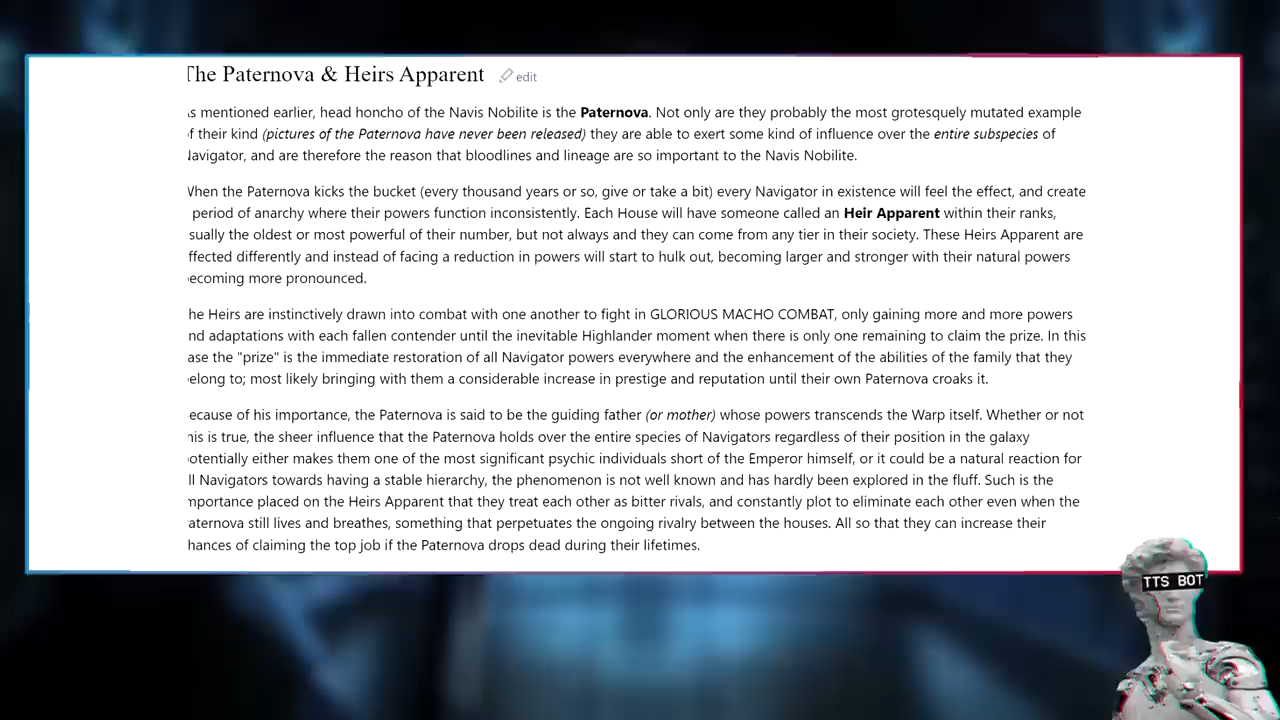 The Paternova & Heirs Apparent edit
s mentioned earlier, head honcho of the Navis Nobilite is the Paternova. Not only are they probably the most grotesquely mutated example
f their kind (pictures of the Paternova have never been released) they are able to exert some kind of influence over the entire subspecies of
avigator, and are therefore the reason that bloodlines and lineage are so important to the Navis Nobilite.
When the Paternova kicks the bucket (every thousand years or so, give or take a bit) every Navigator in existence will feel the effect, and create
period of anarchy where their powers function inconsistently. Each House will have someone called an Heir Apparent within their ranks,
sually the oldest or most powerful of their number, but not always and they can come from any tier in their society. These Heirs Apparent are
ffected differently and instead of facing a reduction in powers will start to hulk out, becoming larger and stronger with their natural powers
ecoming more pronounced.
he Heirs are instinctively drawn into combat with one another to fight in GLORIOUS MACHO COMBAT, only gaining more and more powers
nd adaptations with each fallen contender until the inevitable Highlander moment when there is only one remaining to claim the prize. In this
ase the "prize" is the immediate restoration of all Navigator powers everywhere and the enhancement of the abilities of the family that they
elong to; most likely bringing with them a considerable increase in prestige and reputation until their own Paternova croaks it.
ecause of his importance, the Paternova is said to be the guiding father (or mother) whose powers transcends the Warp itself. Whether or not
his is true, the sheer influence that the Paternova holds over the entire species of Navigators regardless of their position in the galaxy
otentially either makes them one of the most significant psychic individuals short of the Emperor himself, or it could be a natural reaction for
ll Navigators towards having a stable hierarchy, the phenomenon is not well known and has hardly been explored in the fluff. Such is the
mportance placed on the Heirs Apparent that they treat each other as bitter rivals, and constantly plot to eliminate each other even when the
aternova still lives and breathes, something that perpetuates the ongoing rivalry between the houses. All so that they can increase their
hances of claiming the top job if the Paternova drops dead during their lifetimes.
TTS BOT